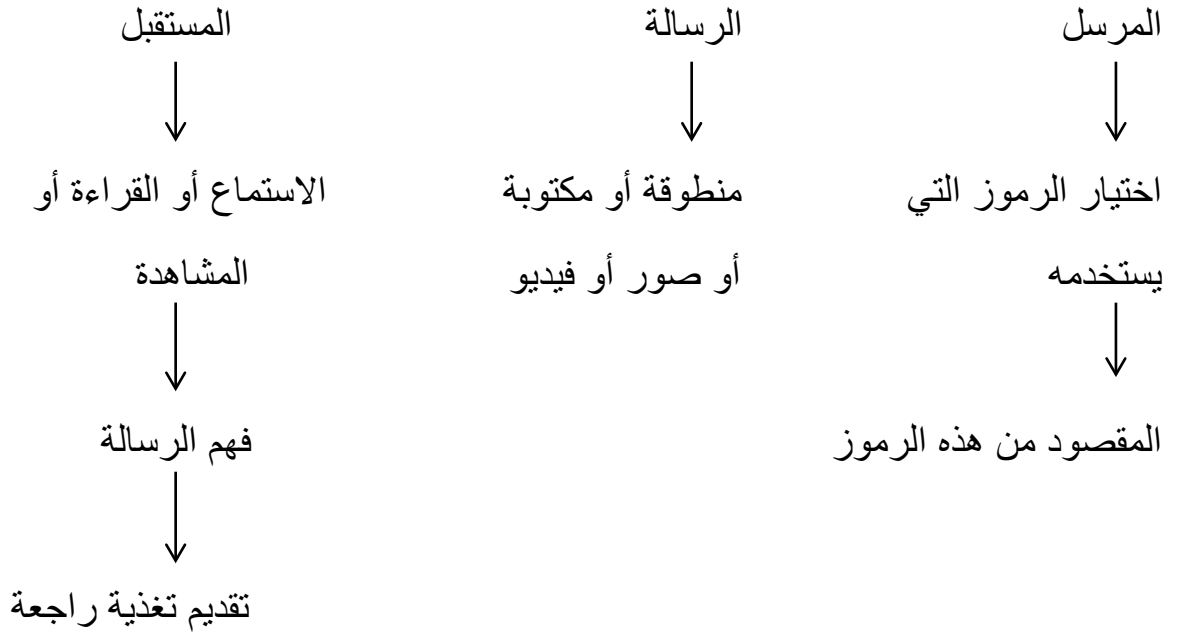 المرسل الرسالة المستقبل
اختيار الرموز التي منطوقة أو مكتوبة الاستماع أو القراءة أو
يستخدمه أو صور أو فيديو المشاهدة
المقصود من هذه الرموز فهم الرسالة
تقديم تغذية راجعة